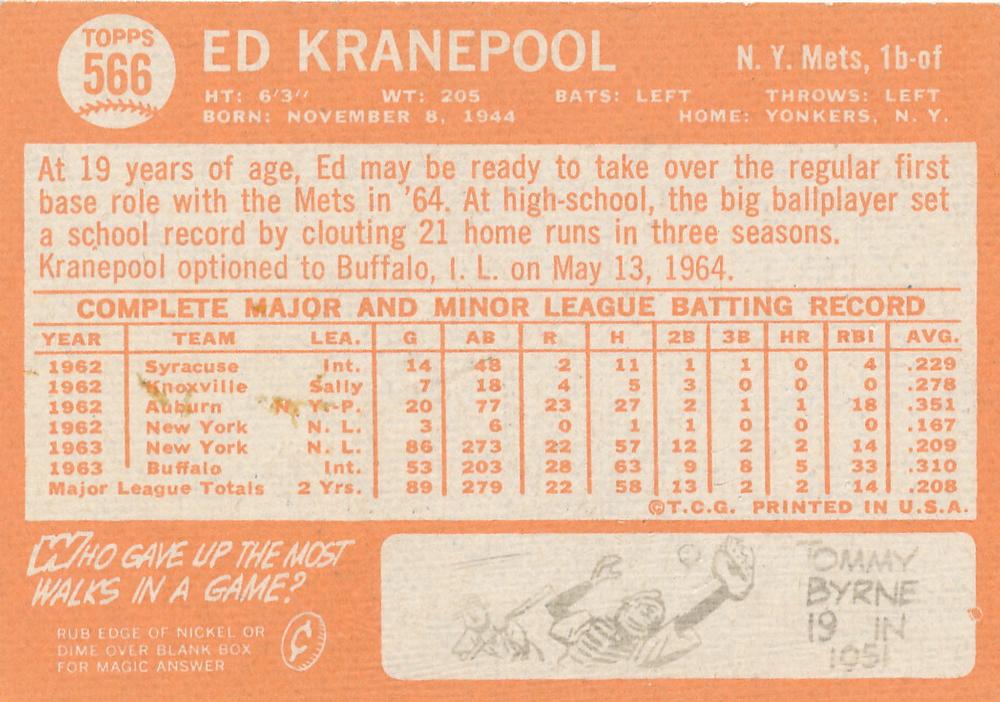 TOPPS
566
ED KRANEPOOL
N. Y. Mets, 1b-of
HT: 6'3" WT: 205 BATS: LEFT THROWS: LEFT
BORN: NOVEMBER 8, 1944 HOME: YONKERS, N. Y.
At 19 years of age, Ed may be ready to take over the regular first
base role with the Mets in '64. At high-school, the big ballplayer set
a school record by clouting 21 home runs in three seasons.
Kranepool optioned to Buffalo, I. L. on May 13, 1964.
COMPLETE MAJOR AND MINOR LEAGUE BATTING RECORD
YEAR TEAM LEA. G AB R H 2B 3B HR RBI AVG.
1962 Syracuse Int. 14 48 2 11 1 1 0 4 .229
1962 Knoxville Sally 7 18 4 5 3 0 0 0 .278
1962 Auburn N. Y.-P. 20 77 23 27 2 1 1 18 .351
1962 New York N. L. 3 6 0 1 1 0 0 0 .167
1963 New York N. L. 86 273 22 57 12 2 2 14 .209
1963 Buffalo Int. 53 203 28 63 9 8 5 33 .310
Major League Totals 2 Yrs. 89 279 22 58 13 2 2 14 .208
©T.C.G. PRINTED IN U.S.A.
WHO GAVE UP THE MOST
WALKS IN A GAME?
RUB EDGE OF NICKEL OR
DIME OVER BLANK BOX
FOR MAGIC ANSWER
¢
TOMMY
BYRNE
19 IN
1951